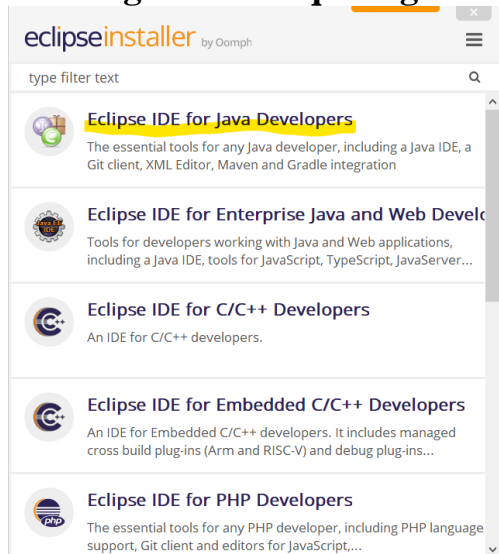 eclipseinstaller by Oomph
type filter text
Eclipse IDE for Java Developers
The essential tools for any Java developer, including a Java IDE, a
Git client, XML Editor, Maven and Gradle integration
Java EE
IDE
Eclipse IDE for Enterprise Java and Web Develo
Tools for developers working with Java and Web applications,
including a Java IDE, tools for JavaScript, TypeScript, JavaServer...
Eclipse IDE for C/C++ Developers
An IDE for C/C++ developers.
Eclipse IDE for Embedded C/C++ Developers
An IDE for Embedded C/C++ developers. It includes managed
cross build plug-ins (Arm and RISC-V) and debug plug-ins...
php
Eclipse IDE for PHP Developers
The essential tools for any PHP developer, including PHP language
support, Git client and editors for JavaScript,...